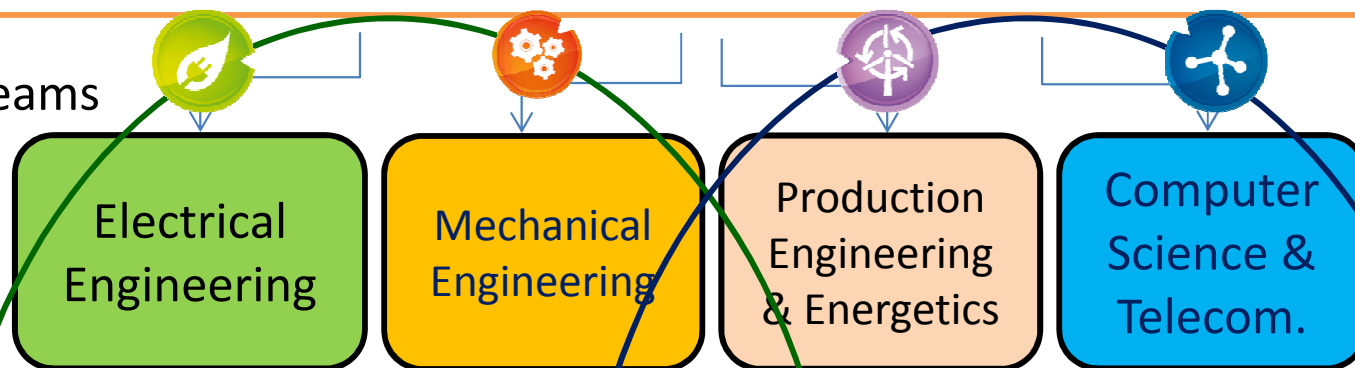 eams
Electrical
Engineering
Mechanical
Engineering
Production
Engineering
& Energetics
Computer
Science &
Telecom.